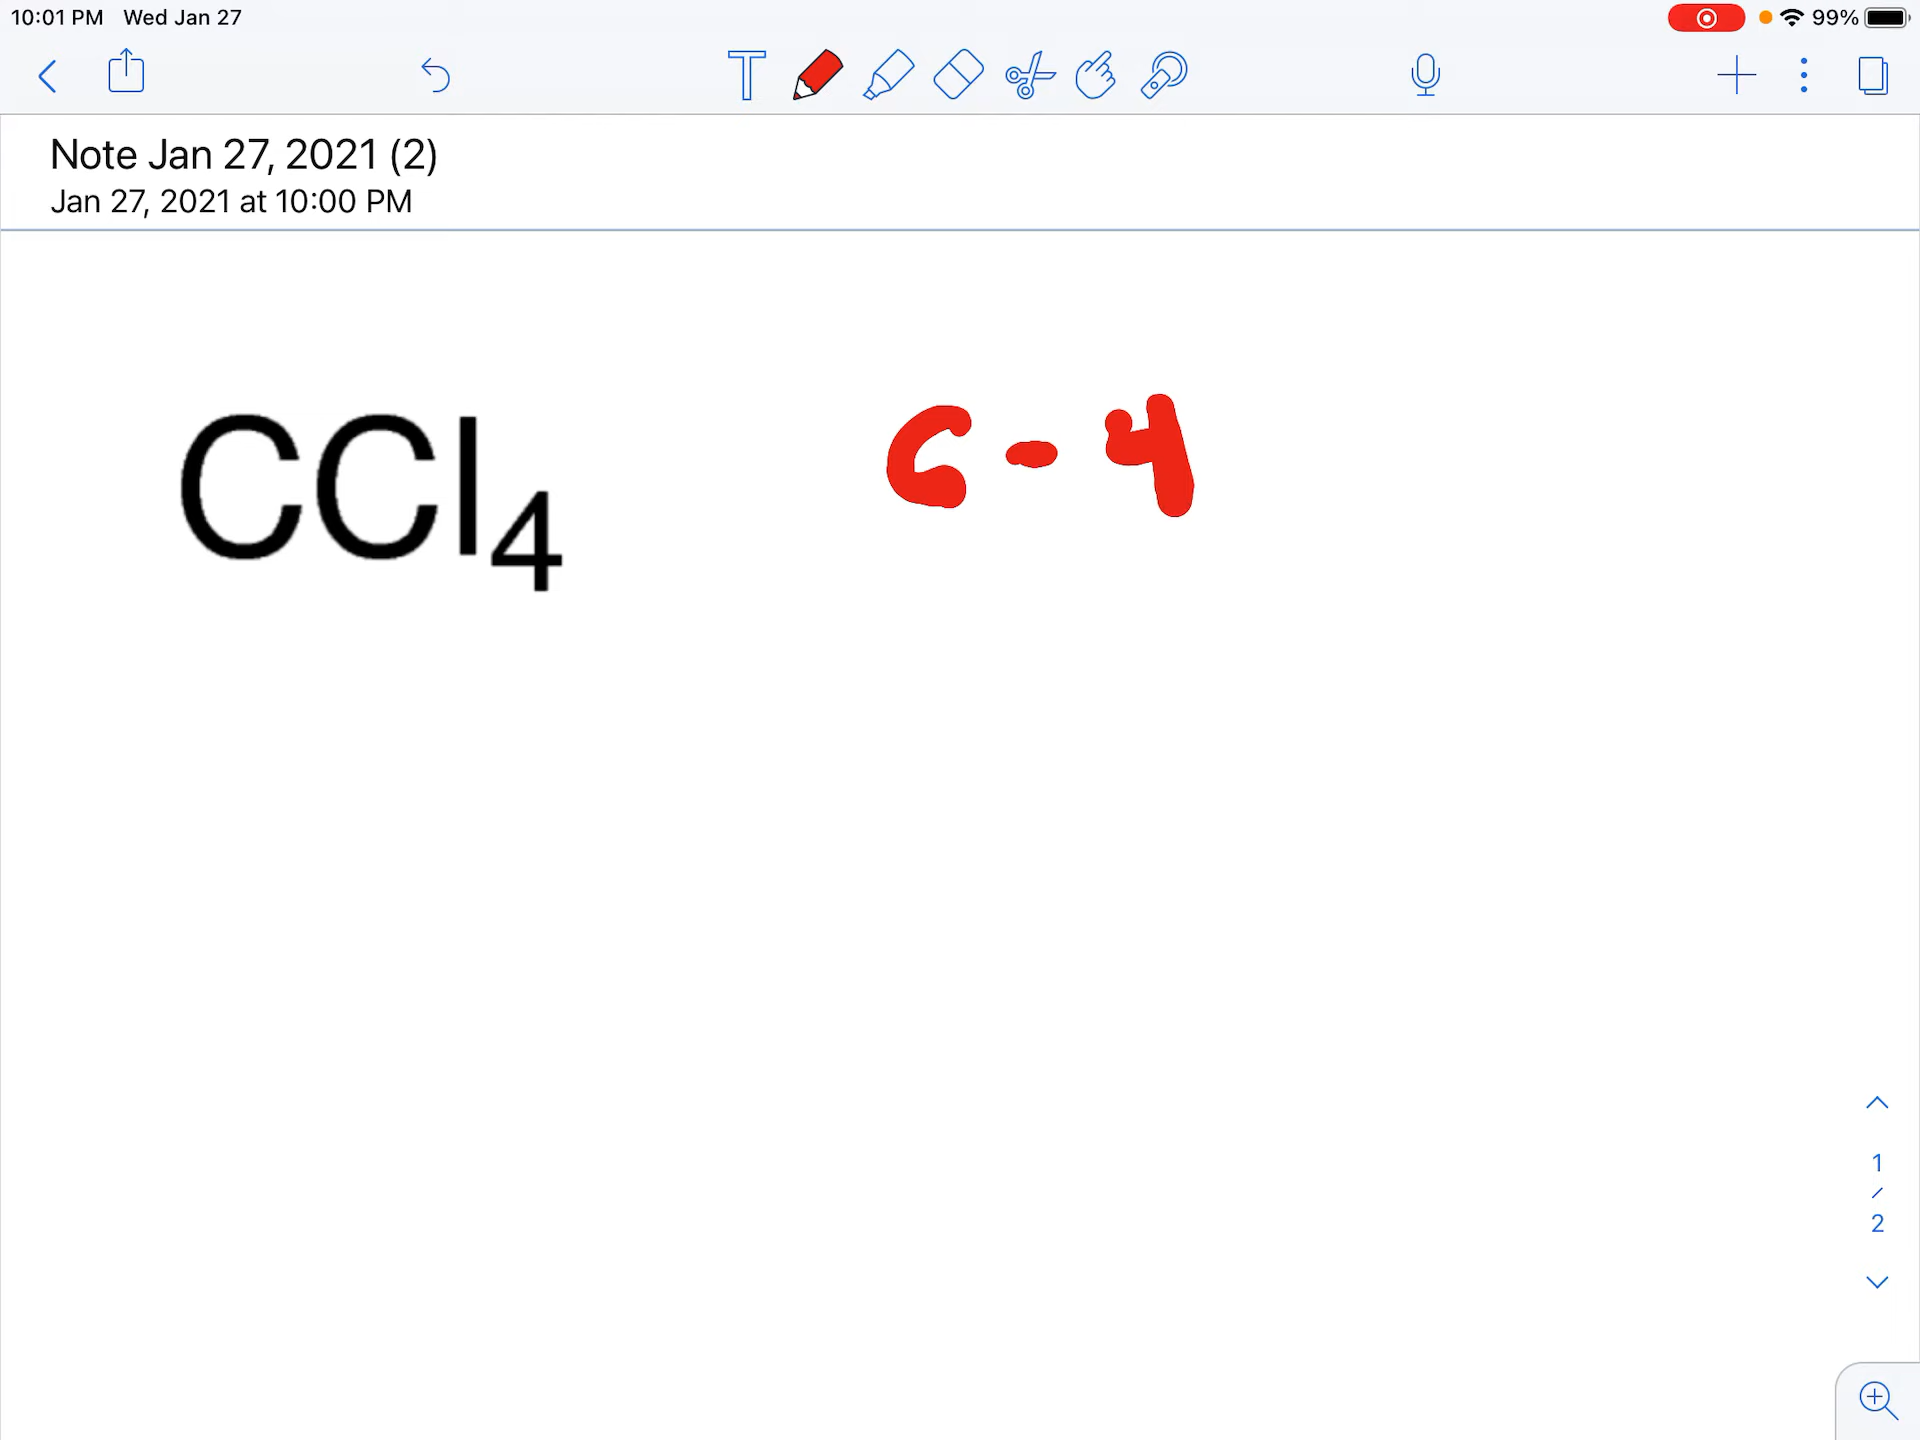 10:01 PM Wed Jan 27 99%
T
Note Jan 27, 2021 (2)
Jan 27, 2021 at 10:00 PM
CCl₄ C - 4
1
/
2